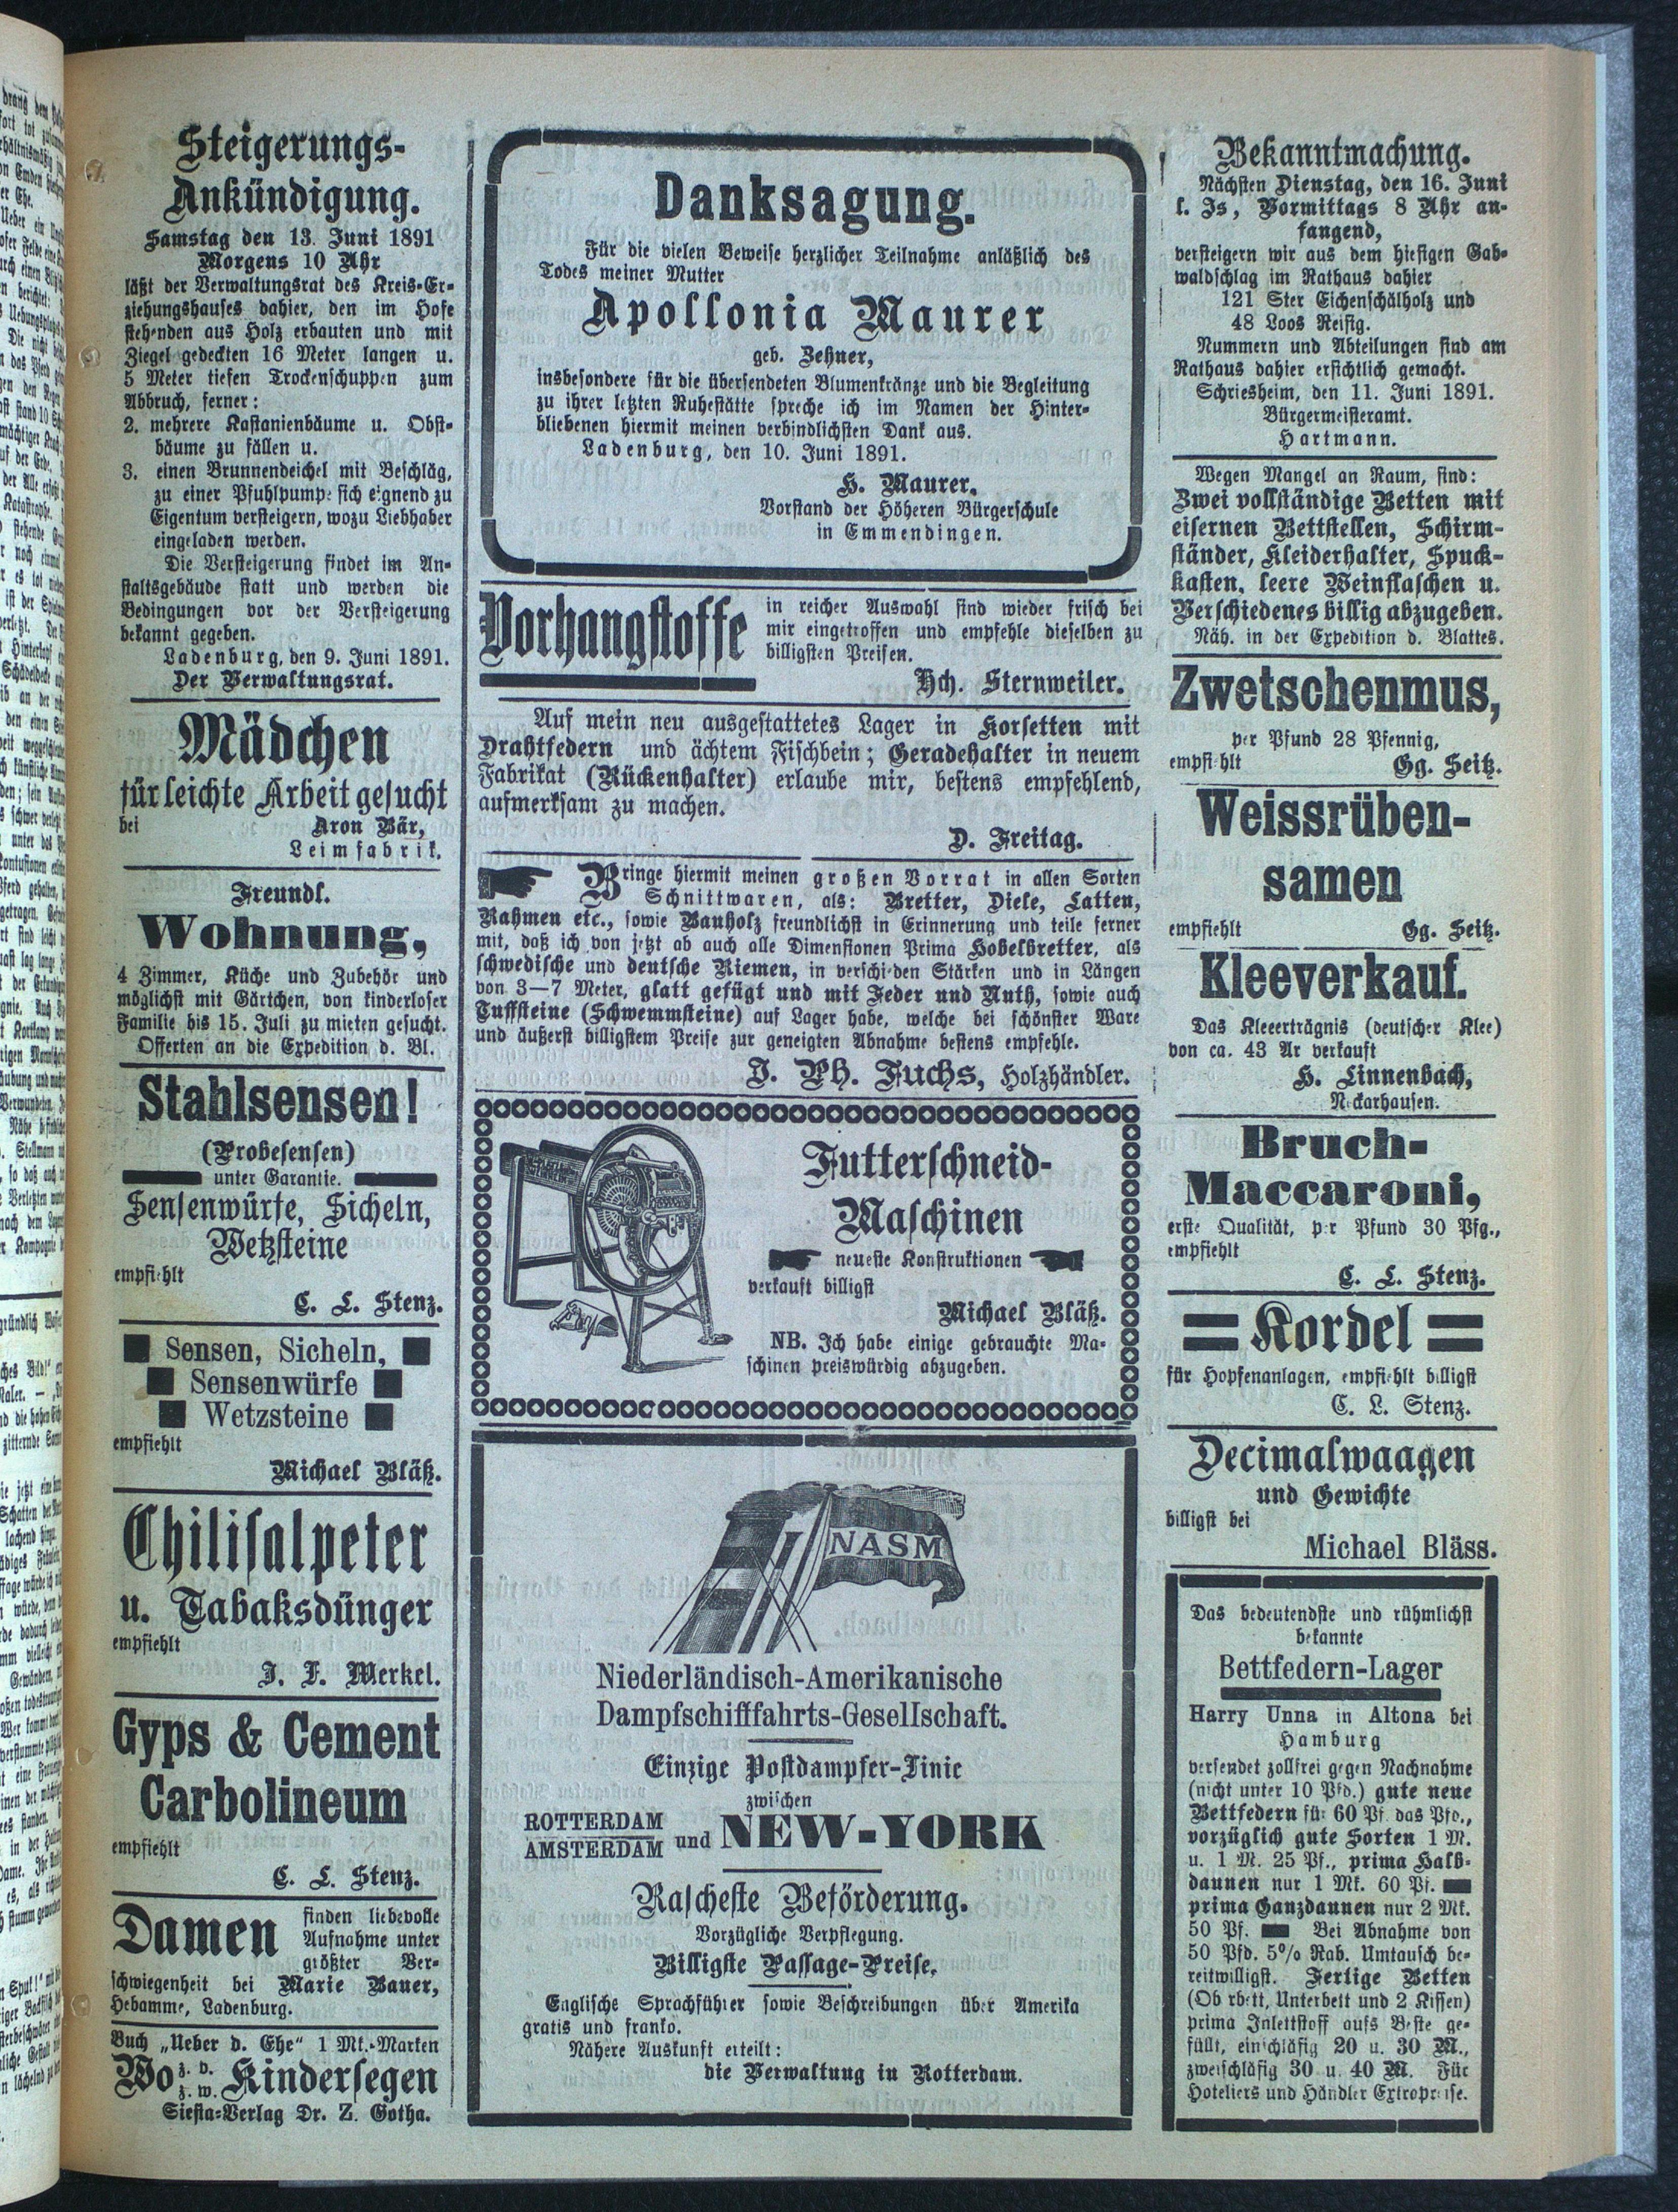 Steigerungs-
Ankündigung.
Samstag den 13. Juni 1891
Morgens 10 Uhr
läßt der Verwaltungsrat des Kreis-Er-
ziehungshauses dahier, den im Hofe
stehenden aus Holz erbauten und mit
Ziegel gedeckten 16 Meter langen u.
5 Meter tiefen Trockenschuppen zum
Abbruch, ferner:
2. mehrere Kastanienbäume u. Obst-
bäume zu fällen u.
3. einen Brunnendeichel mit Beschläg,
zu einer Pfuhlpumpe sich eignend zu
Eigentum versteigern, wozu Liebhaber
eingeladen werden.
Die Versteigerung findet im An-
staltsgebäude statt und werden die
Bedingungen vor der Versteigerung
bekannt gegeben.
Ladenburg, den 9. Juni 1891.
Der Verwaltungsrat.
Mädchen
für leichte Arbeit gesucht
bei Aron Bär,
Leimfabrik.
Freundl.
Wohnung,
4 Zimmer, Küche und Zubehör und
möglichst mit Gärtchen, von kinderloser
Familie bis 15. Juli zu mieten gesucht.
Offerten an die Expedition d. Bl.
Stahlsensen!
(Probesensen)
unter Garantie.
Sensenwürfe, Sicheln,
Wetzsteine
empfiehlt
C. L. Stenz.
Sensen, Sicheln,
Sensenwürfe
Wetzsteine
empfiehlt
Michael Bläß.
Chilisalpeter
u. Tabaksdünger
empfiehlt
J. F. Merkel.
Gyps & Cement
Carbolineum
empfiehlt
C. L. Stenz.
Damen finden liebevolle
Aufnahme unter
größter Ver-
schwiegenheit bei Marie Bauer,
Hebamme, Ladenburg.
Buch „Ueber d. Ehe“ 1 Mk.-Marken
Wo z. v. Kindersegen
z. w.
Siesta-Verlag Dr. Z. Gotha.
Danksagung.
Für die vielen Beweise herzlicher Teilnahme anläßlich des
Todes meiner Mutter
Apollonia Maurer
geb. Zehner,
insbesondere für die übersendeten Blumenkränze und die Begleitung
zu ihrer letzten Ruhestätte spreche ich im Namen der Hinter-
bliebenen hiermit meinen verbindlichsten Dank aus.
Ladenburg, den 10. Juni 1891.
H. Maurer,
Vorstand der Höheren Bürgerschule
in Emmendingen.
Vorhangstoffe in reicher Auswahl sind wieder frisch bei
mir eingetroffen und empfehle dieselben zu
billigsten Preisen.
Hch. Sternweiler.
Auf mein neu ausgestattetes Lager in Korsetten mit
Drahtfedern und ächtem Fischbein; Geradehalter in neuem
Fabrikat (Rückenhalter) erlaube mir, bestens empfehlend,
aufmerksam zu machen.
D. Freitag.
Bringe hiermit meinen großen Vorrat in allen Sorten
Schnittwaren, als: Bretter, Diele, Latten,
Rahmen etc., sowie Bauholz freundlichst in Erinnerung und teile ferner
mit, daß ich von jetzt ab auch alle Dimensionen Prima Hobelbretter, als
schwedische und deutsche Riemen, in verschieden Stärken und in Längen
von 3—7 Meter, glatt gefügt und mit Feder und Nuth, sowie auch
Tuffsteine (Schwemmsteine) auf Lager habe, welche bei schönster Ware
und äußerst billigstem Preise zur geneigten Abnahme bestens empfehle.
J. Ph. Fuchs, Holzhändler.
Futterschneid-
Maschinen
neueste Konstruktionen
verkauft billigst
Michael Bläß.
NB. Ich habe einige gebrauchte Ma-
schinen preiswürdig abzugeben.
NASM
Niederländisch-Amerikanische
Dampfschifffahrts-Gesellschaft.
Einzige Postdampfer-Linie
zwischen
ROTTERDAM
AMSTERDAM und NEW-YORK
Rascheste Beförderung.
Vorzügliche Verpflegung.
Billigste Passage-Preise.
Englische Sprachführer sowie Beschreibungen über Amerika
gratis und franko.
Nähere Auskunft erteilt:
die Verwaltung in Rotterdam.
Bekanntmachung.
Nächsten Dienstag, den 16. Juni
l. Js, Vormittags 8 Uhr an-
fangend,
versteigern wir aus dem hiesigen Gab-
waldschlag im Rathaus dahier
121 Ster Eichenschälholz und
48 Loos Reisig.
Nummern und Abteilungen sind am
Rathaus dahier ersichtlich gemacht.
Schriesheim, den 11. Juni 1891.
Bürgermeisteramt.
Hartmann.
Wegen Mangel an Raum, sind:
Zwei vollständige Betten mit
eisernen Bettstellen, Schirm-
ständer, Kleiderhalter, Spuck-
kasten, leere Weinflaschen u.
Verschiedenes billig abzugeben.
Näh. in der Expedition d. Blattes.
Zwetschenmus,
per Pfund 28 Pfennig,
empfiehlt Gg. Seitz.
Weissrüben-
samen
empfiehlt Gg. Seitz.
Kleeverkauf.
Das Kleeerträgnis (deutscher Klee)
von ca. 43 Ar verkauft
H. Linnenbach,
Neckarhausen.
Bruch-
Maccaroni,
erste Qualität, per Pfund 30 Pfg.,
empfiehlt
C. L. Stenz.
Kordel
für Hopfenanlagen, empfiehlt billigst
C. L. Stenz.
Decimalwaagen
und Gewichte
billigst bei
Michael Bläss.
Das bedeutendste und rühmlichst
bekannte
Bettfedern-Lager
Harry Unna in Altona bei
Hamburg
versendet zollfrei gegen Nachnahme
(nicht unter 10 Pfd.) gute neue
Bettfedern für 60 Pf. das Pfd.,
vorzüglich gute Sorten 1 M.
u. 1 M. 25 Pf., prima Halb-
daunen nur 1 Mk. 60 Pf.
prima Ganzdaunen nur 2 Mk.
50 Pf. Bei Abnahme von
50 Pfd. 5% Rab. Umtausch be-
reitwilligst. Fertige Betten
(Oberbett, Unterbett und 2 Kissen)
prima Inlettstoff aufs Beste ge-
füllt, einschläfig 20 u. 30 M.,
zweischläfig 30 u. 40 M. Für
Hoteliers und Händler Extrapreise.